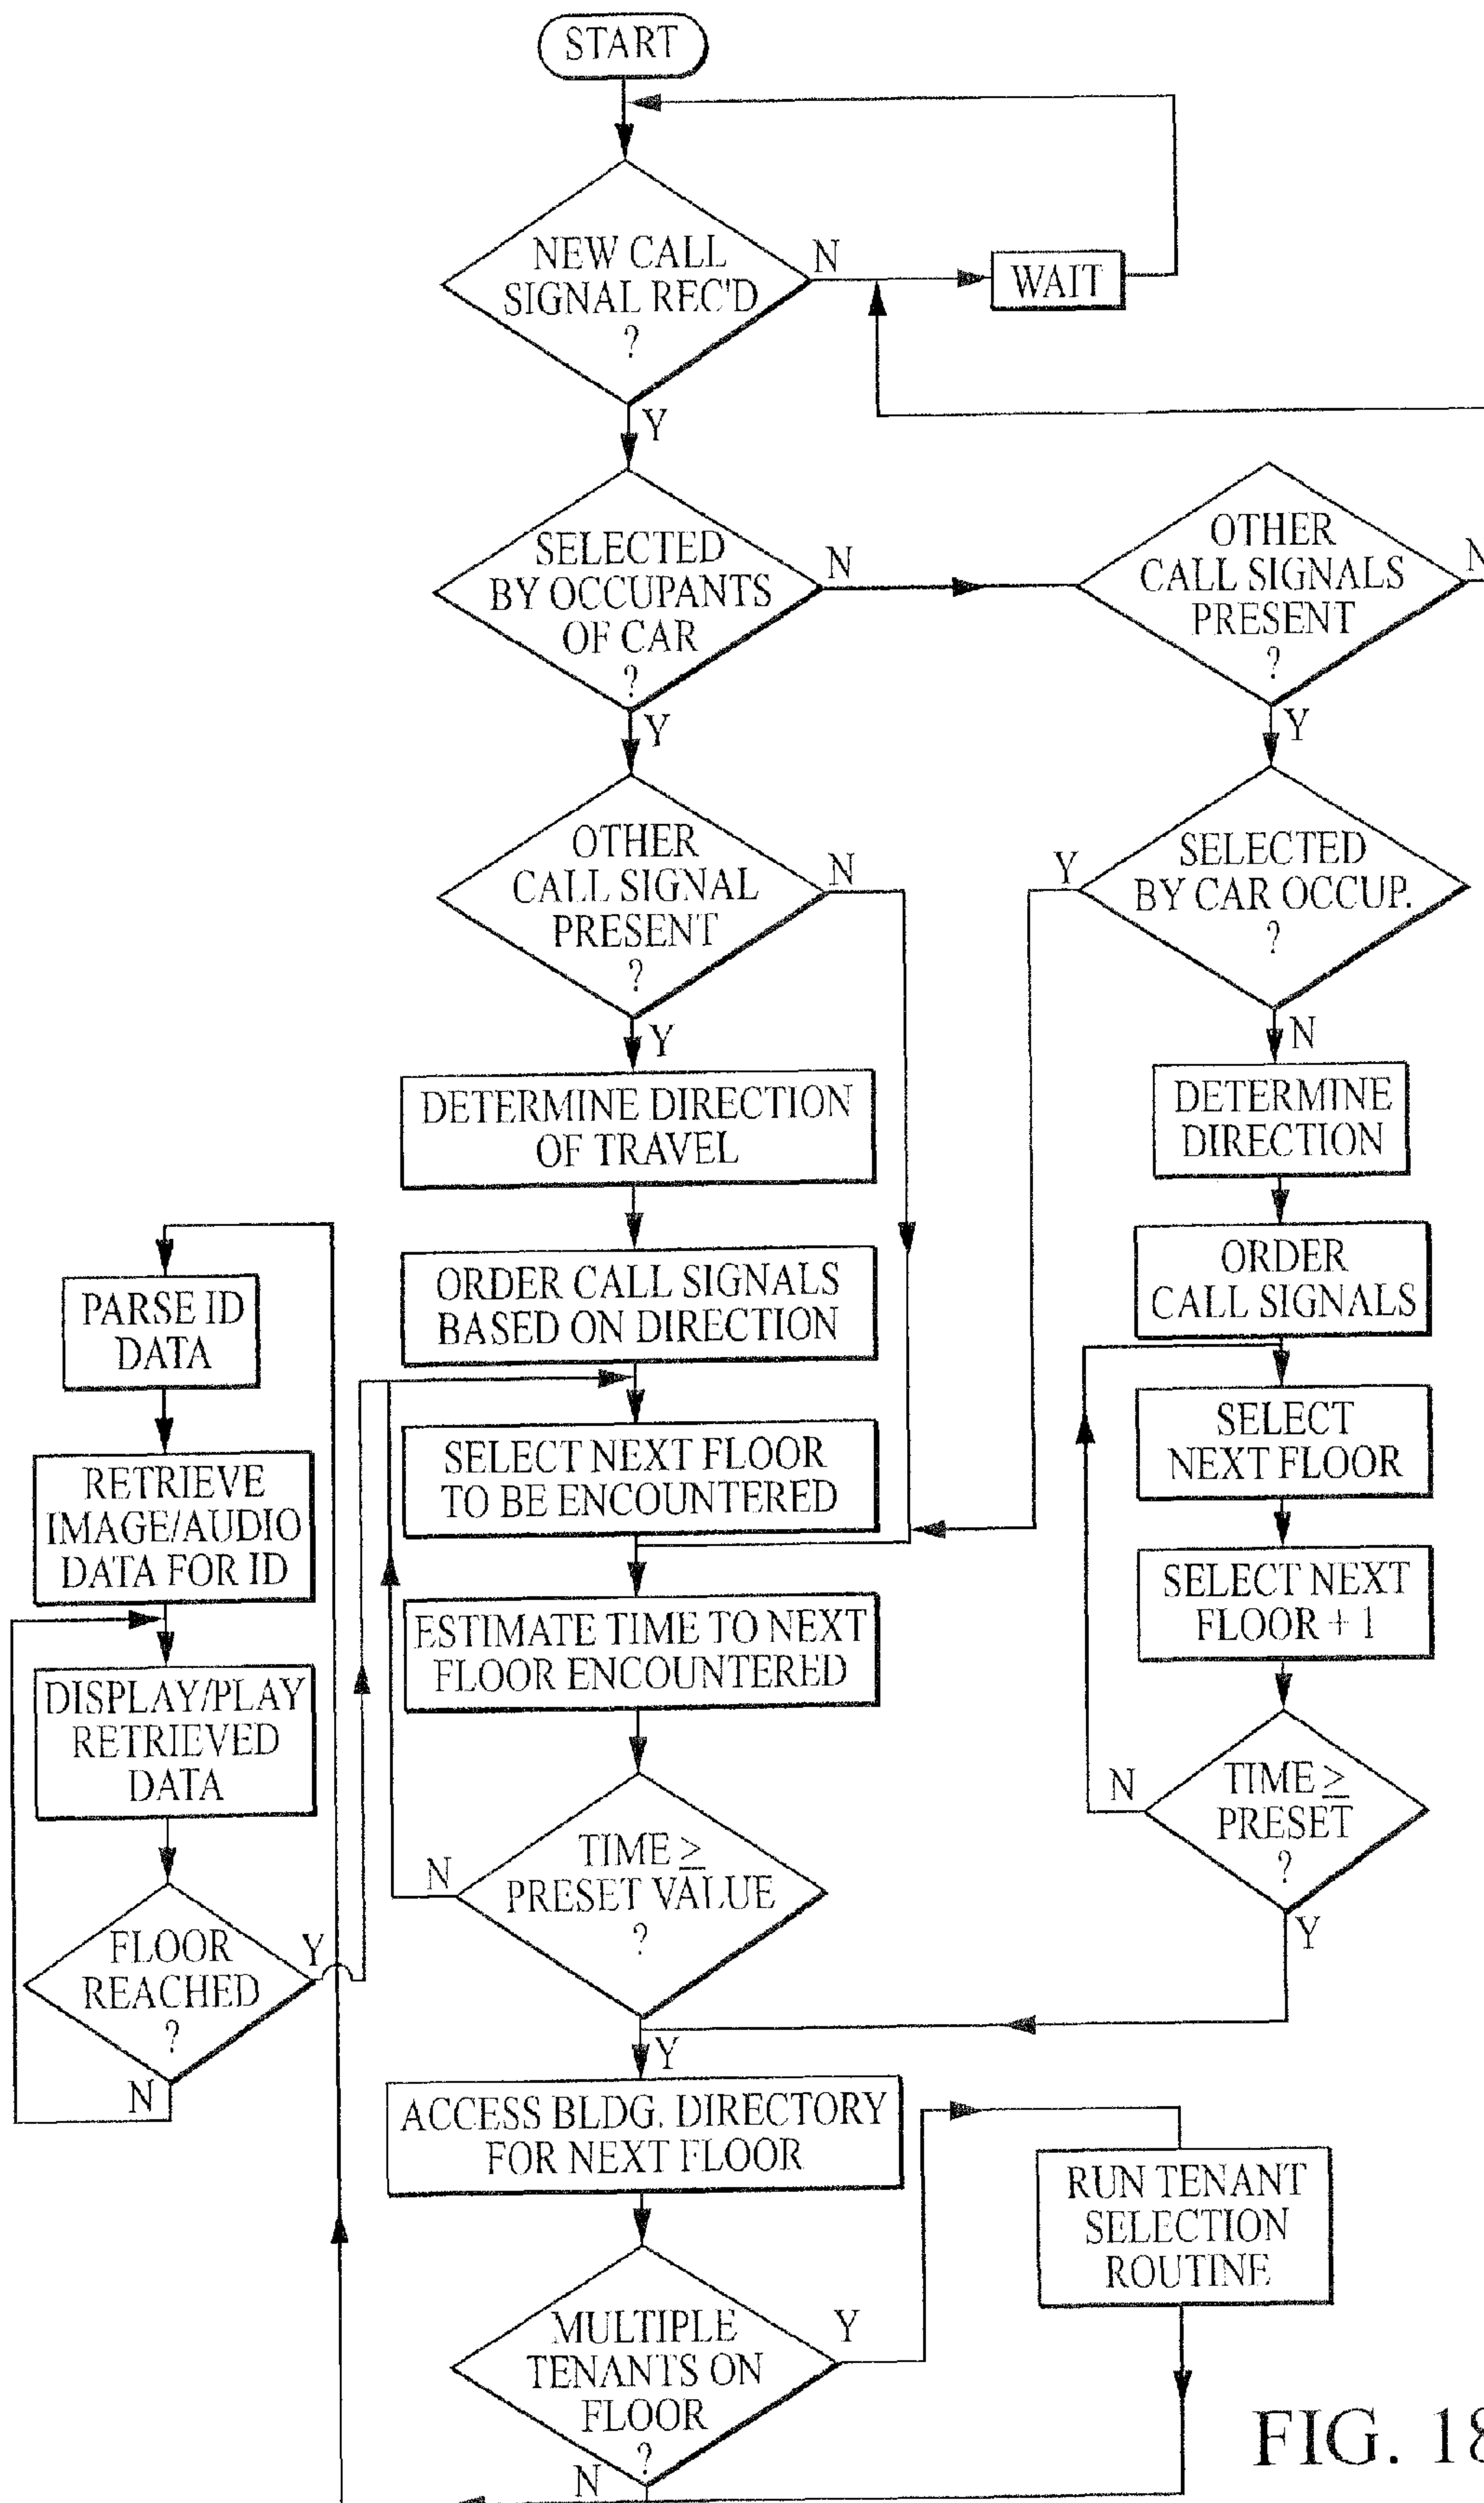 START
NEW CALL
SIGNAL REC'D
?
N
WAIT
Y
SELECTED
BY OCCUPANTS
OF CAR
?
N
Y
OTHER
CALL SIGNALS
PRESENT
?
N
Y
OTHER
CALL SIGNAL
PRESENT
?
N
Y
SELECTED
BY CAR OCCUP.
?
Y
N
DETERMINE DIRECTION
OF TRAVEL
DETERMINE
DIRECTION
ORDER CALL SIGNALS
BASED ON DIRECTION
ORDER
CALL SIGNALS
PARSE ID
DATA
SELECT NEXT FLOOR
TO BE ENCOUNTERED
SELECT
NEXT FLOOR
RETRIEVE
IMAGE/AUDIO
DATA FOR ID
ESTIMATE TIME TO NEXT
FLOOR ENCOUNTERED
SELECT NEXT
FLOOR + 1
DISPLAY/PLAY
RETRIEVED
DATA
TIME ≥
PRESET VALUE
?
N
Y
TIME ≥
PRESET
?
N
Y
FLOOR
REACHED
?
Y
N
ACCESS BLDG. DIRECTORY
FOR NEXT FLOOR
RUN TENANT
SELECTION
ROUTINE
MULTIPLE
TENANTS ON
FLOOR
?
Y
N
FIG. 18